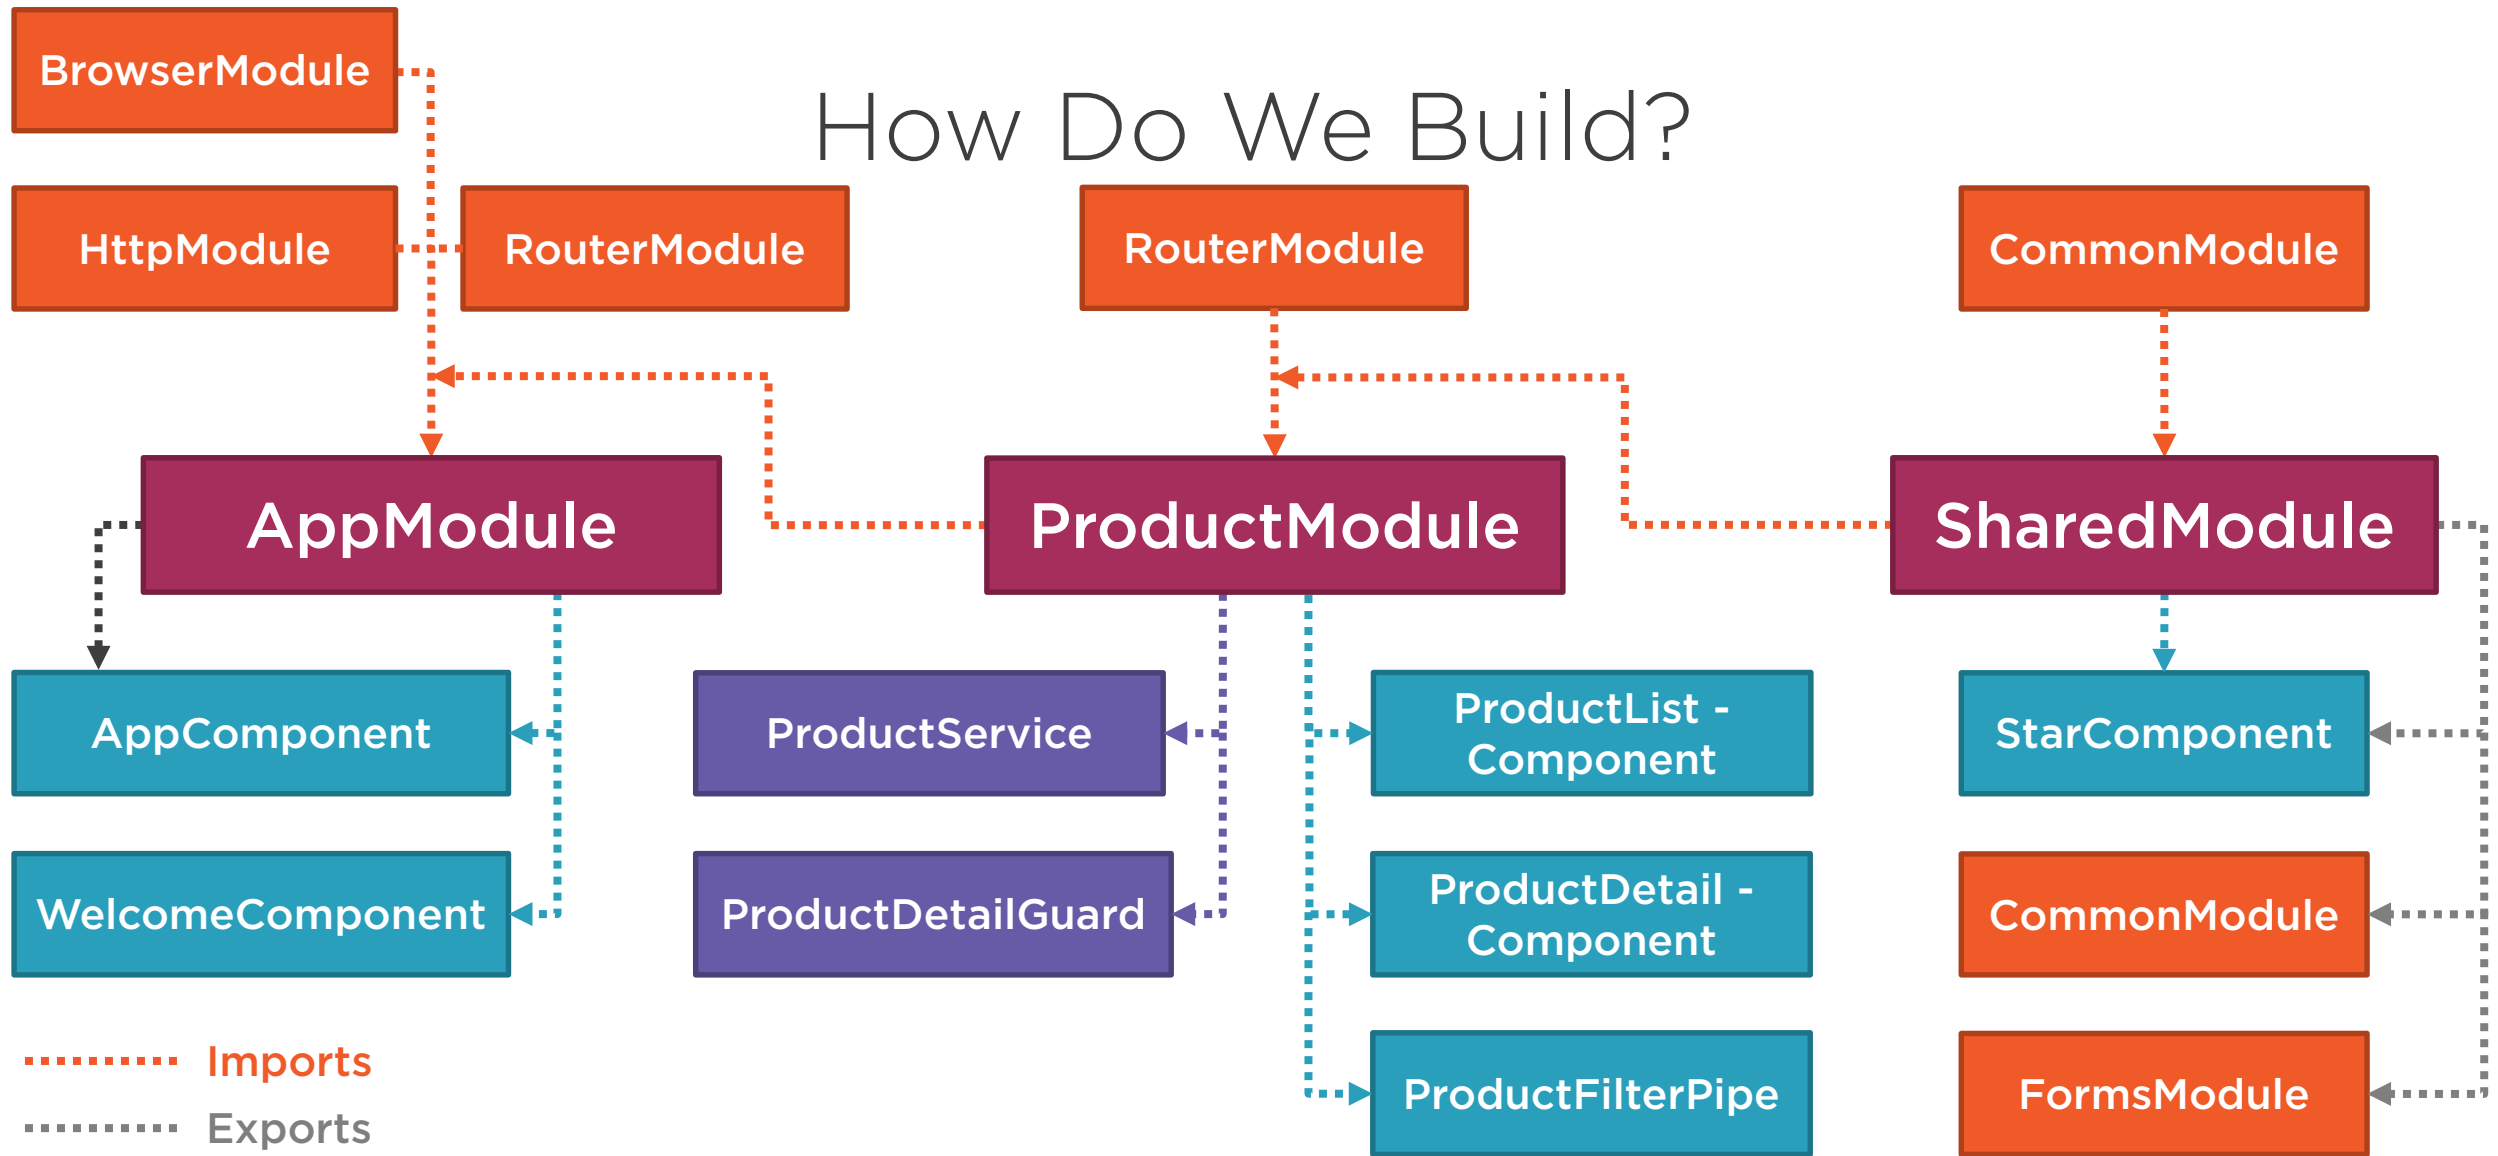 BrowserModule
How Do We Build?
HttpModule
RouterModule
RouterModule
CommonModule
AppModule
ProductModule
SharedModule
AppComponent
ProductService
ProductList -
Component
StarComponent
WelcomeComponent
ProductDetailGuard
ProductDetail -
Component
CommonModule
Imports
Exports
ProductFilterPipe
FormsModule